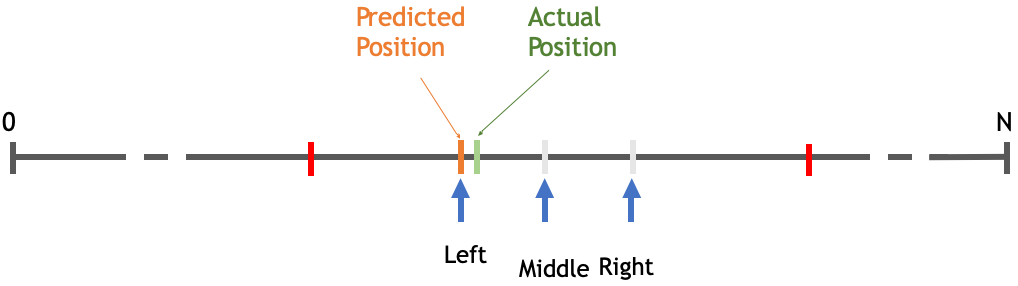 Predicted
Position
Actual
Position
0
N
Left
Middle
Right